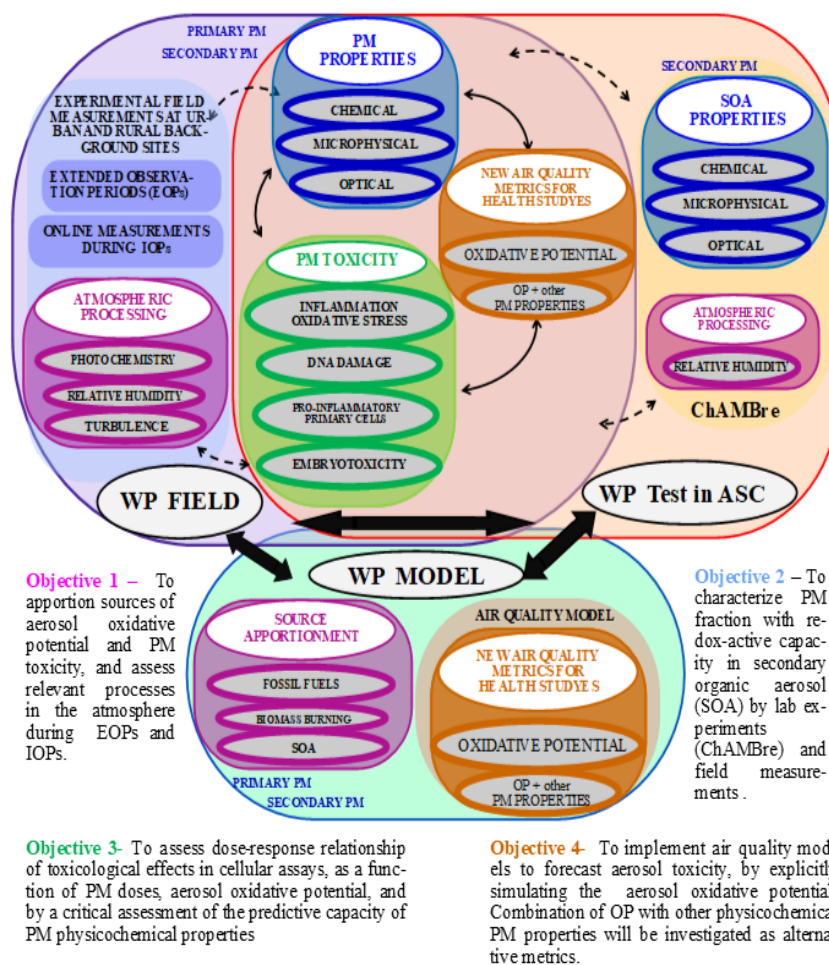 PRIMARY PM
SECONDARY PM
PM
PROPERTIES
CHEMICAL
MICROPHYSICAL
OPTICAL
EXPERIMENTAL FIELD
MEASUREMENTS AT UR-
BAN AND RURAL BACK-
GROUND SITES
EXTENDED OBSERVA-
TION PERIODS (EOPs)
ONLINE MEASUREMENTS
DURING IOPs
ATMOSPHERIC
PROCESSING
PHOTOCHEMISTRY
RELATIVE HUMIDITY
TURBULENCE
PM TOXICITY
INFLAMMATION
OXIDATIVE STRESS
DNA DAMAGE
PRO-INFLAMMATORY
PRIMARY CELLS
EMBRYOTOXICITY
NEW AIR QUALITY
METRICS FOR
HEALTH STUDYES
OXIDATIVE POTENTIAL
OP + other
PM PROPERTIES
SECONDARY PM
SOA
PROPERTIES
CHEMICAL
MICROPHYSICAL
OPTICAL
ATMOSPHERIC
PROCESSING
RELATIVE HUMIDITY
ChAMBre
WP FIELD
WP Test in ASC
WP MODEL
SOURCE
APPORTIONMENT
FOSSIL FUELS
BIOMASS BURNING
SOA
PRIMARY PM
SECONDARY PM
AIR QUALITY MODEL
NEW AIR QUALITY
METRICS FOR
HEALTH STUDYES
OXIDATIVE POTENTIAL
OP + other
PM PROPERTIES
Objective 1 – To
apportion sources of
aerosol oxidative
potential and PM
toxicity, and assess
relevant processes
in the atmosphere
during EOPs and
IOPs.
Objective 2 – To
characterize PM
fraction with re-
dox-active capac-
ity in secondary
organic aerosol
(SOA) by lab ex-
periments
(ChAMBre) and
field measure-
ments .
Objective 3- To assess dose-response relationship
of toxicological effects in cellular assays, as a func-
tion of PM doses, aerosol oxidative potential, and
by a critical assessment of the predictive capacity of
PM physicochemical properties
Objective 4- To implement air quality mod-
els to forecast aerosol toxicity, by explicitl
simulating the aerosol oxidative potential
Combination of OP with other physicochemica
PM properties will be investigated as alterna-
tive metrics.